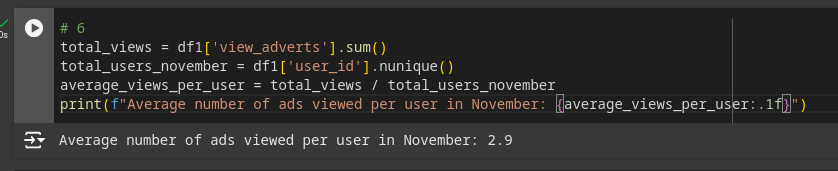 # 6
total_views = df1['view_adverts'].sum()
total_users_november = df1['user_id'].nunique()
average_views_per_user = total_views / total_users_november
print(f"Average number of ads viewed per user in November: {average_views_per_user:.1f}")
Average number of ads viewed per user in November: 2.9